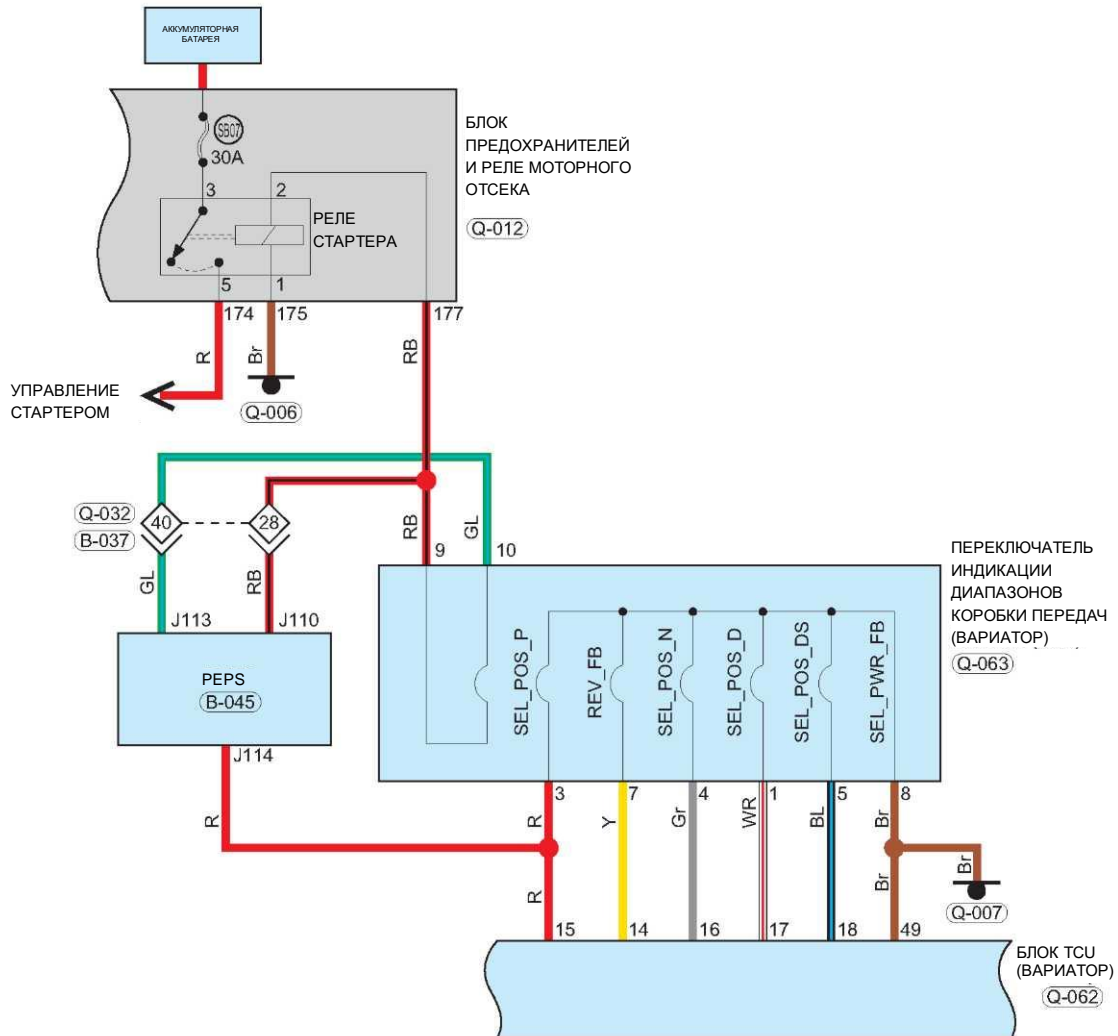 АККУМУЛЯТОРНАЯ
БАТАРЕЯ
SB07
30A
БЛОК
ПРЕДОХРАНИТЕЛЕЙ
И РЕЛЕ МОТОРНОГО
ОТСЕКА
Q-012
3
2
РЕЛЕ
СТАРТЕРА
5
1
174
175
177
R
Br
RB
УПРАВЛЕНИЕ
СТАРТЕРОМ
Q-006
Q-032
B-037
40
28
RB
GL
9
10
GL
RB
J113
J110
PEPS
B-045
J114
ПЕРЕКЛЮЧАТЕЛЬ
ИНДИКАЦИИ
ДИАПАЗОНОВ
КОРОБКИ ПЕРЕДАЧ
(ВАРИАТОР)
Q-063
SEL_POS_P
REV_FB
SEL_POS_N
SEL_POS_D
SEL_POS_DS
SEL_PWR_FB
3
7
4
1
5
8
R
R
Y
Gr
WR
BL
Br
Br
Q-007
R
Br
15
14
16
17
18
49
БЛОК TCU
(ВАРИАТОР)
Q-062